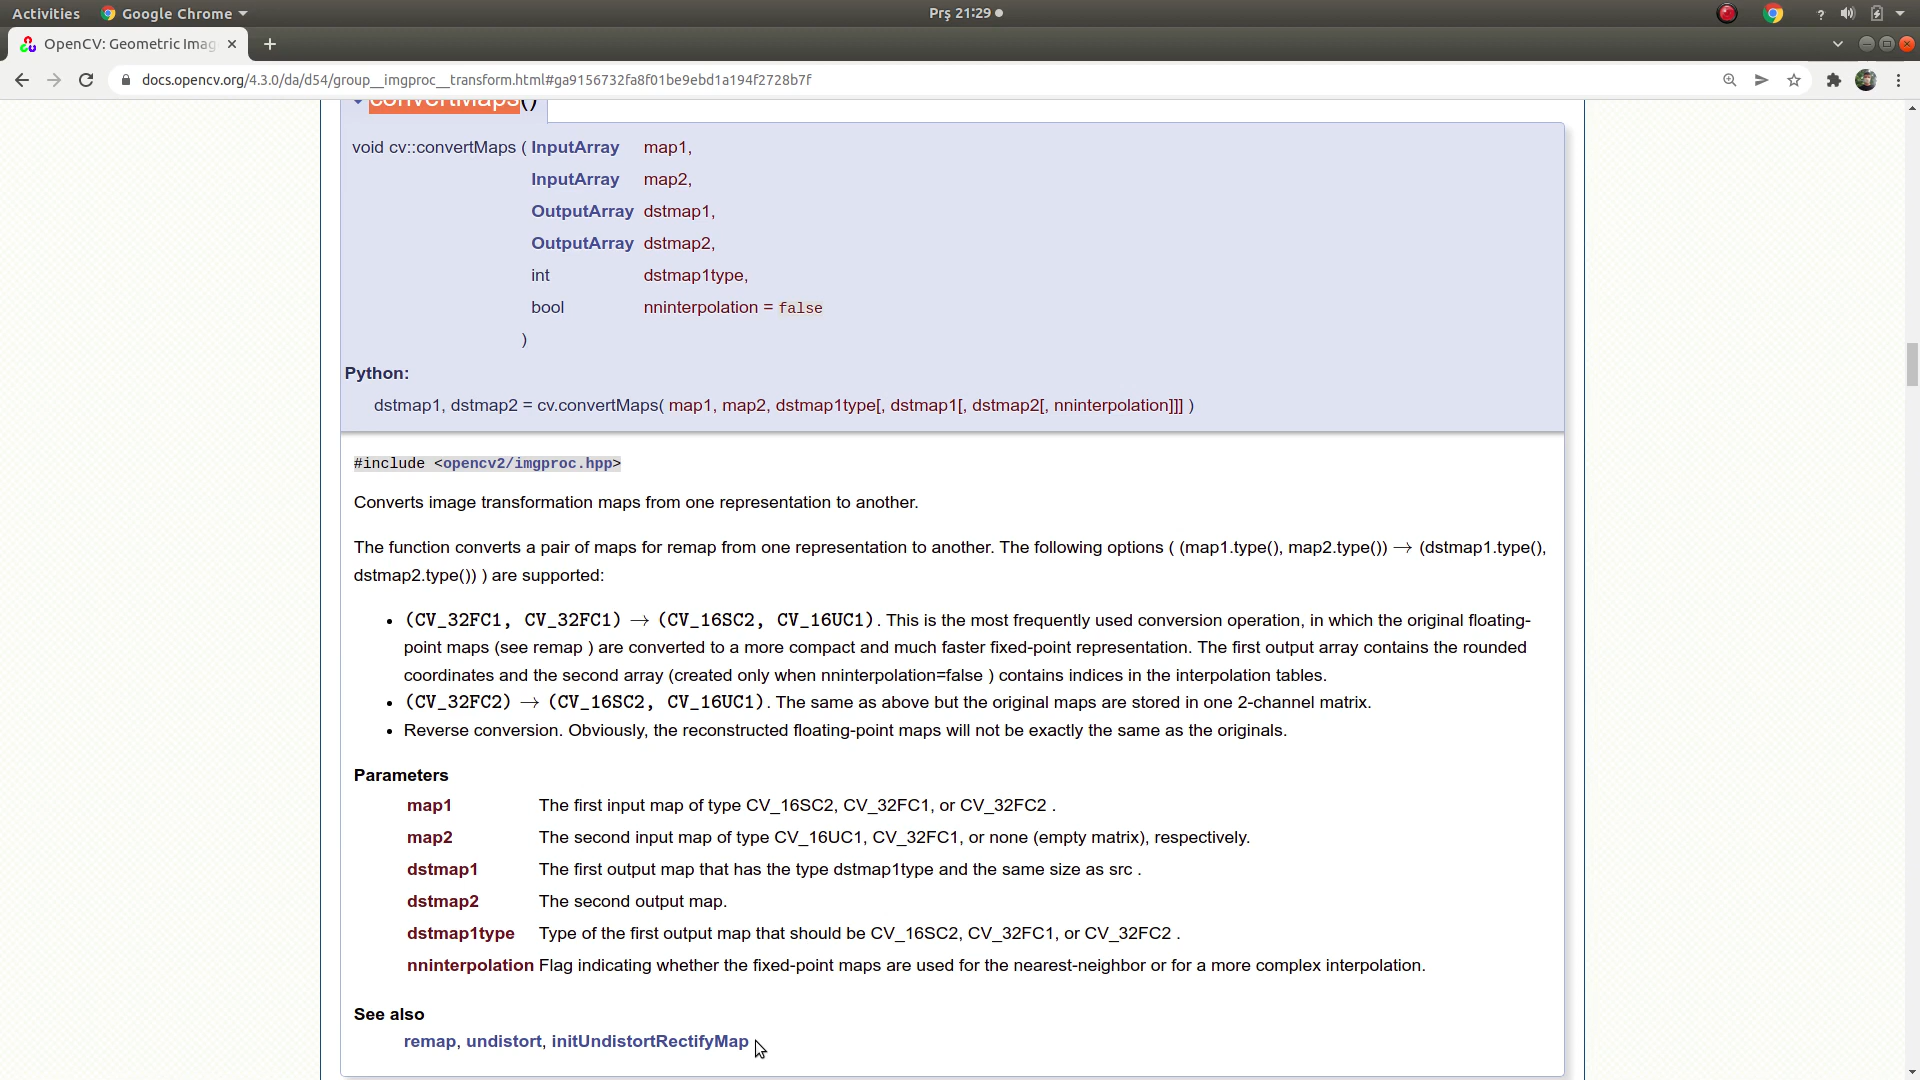 Activities Google Chrome Prş 21:29 ?
OpenCV: Geometric Imag
docs.opencv.org/4.3.0/da/d54/group__imgproc__transform.html#ga9156732fa8f01be9ebd1a194f2728b7f
convertMaps()
void cv::convertMaps ( InputArray map1,
InputArray map2,
OutputArray dstmap1,
OutputArray dstmap2,
int dstmap1type,
bool nninterpolation = false
)
Python:
dstmap1, dstmap2 = cv.convertMaps( map1, map2, dstmap1type[, dstmap1[, dstmap2[, nninterpolation]]] )
#include <opencv2/imgproc.hpp>
Converts image transformation maps from one representation to another.
The function converts a pair of maps for remap from one representation to another. The following options ( (map1.type(), map2.type()) → (dstmap1.type(),
dstmap2.type()) ) are supported:
• (CV_32FC1, CV_32FC1) → (CV_16SC2, CV_16UC1). This is the most frequently used conversion operation, in which the original floating-
point maps (see remap ) are converted to a more compact and much faster fixed-point representation. The first output array contains the rounded
coordinates and the second array (created only when nninterpolation=false ) contains indices in the interpolation tables.
• (CV_32FC2) → (CV_16SC2, CV_16UC1). The same as above but the original maps are stored in one 2-channel matrix.
• Reverse conversion. Obviously, the reconstructed floating-point maps will not be exactly the same as the originals.
Parameters
map1 The first input map of type CV_16SC2, CV_32FC1, or CV_32FC2 .
map2 The second input map of type CV_16UC1, CV_32FC1, or none (empty matrix), respectively.
dstmap1 The first output map that has the type dstmap1type and the same size as src .
dstmap2 The second output map.
dstmap1type Type of the first output map that should be CV_16SC2, CV_32FC1, or CV_32FC2 .
nninterpolation Flag indicating whether the fixed-point maps are used for the nearest-neighbor or for a more complex interpolation.
See also
remap, undistort, initUndistortRectifyMap